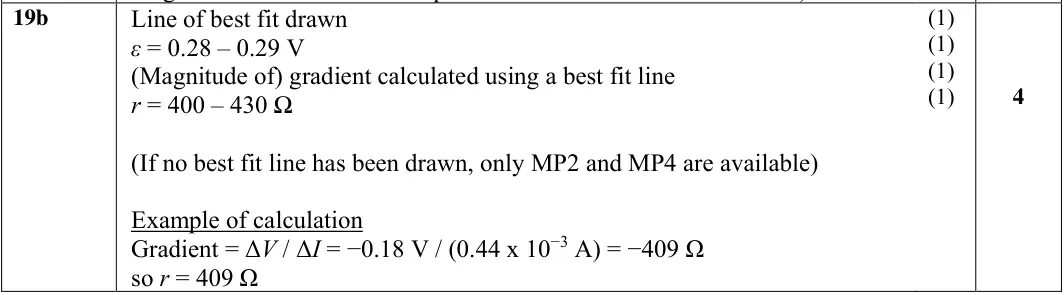 19b Line of best fit drawn (1)
ε = 0.28 – 0.29 V (1)
(Magnitude of) gradient calculated using a best fit line (1)
r = 400 – 430 Ω (1) 4
(If no best fit line has been drawn, only MP2 and MP4 are available)
Example of calculation
Gradient = ΔV / ΔI = −0.18 V / (0.44 x 10⁻³ A) = −409 Ω
so r = 409 Ω